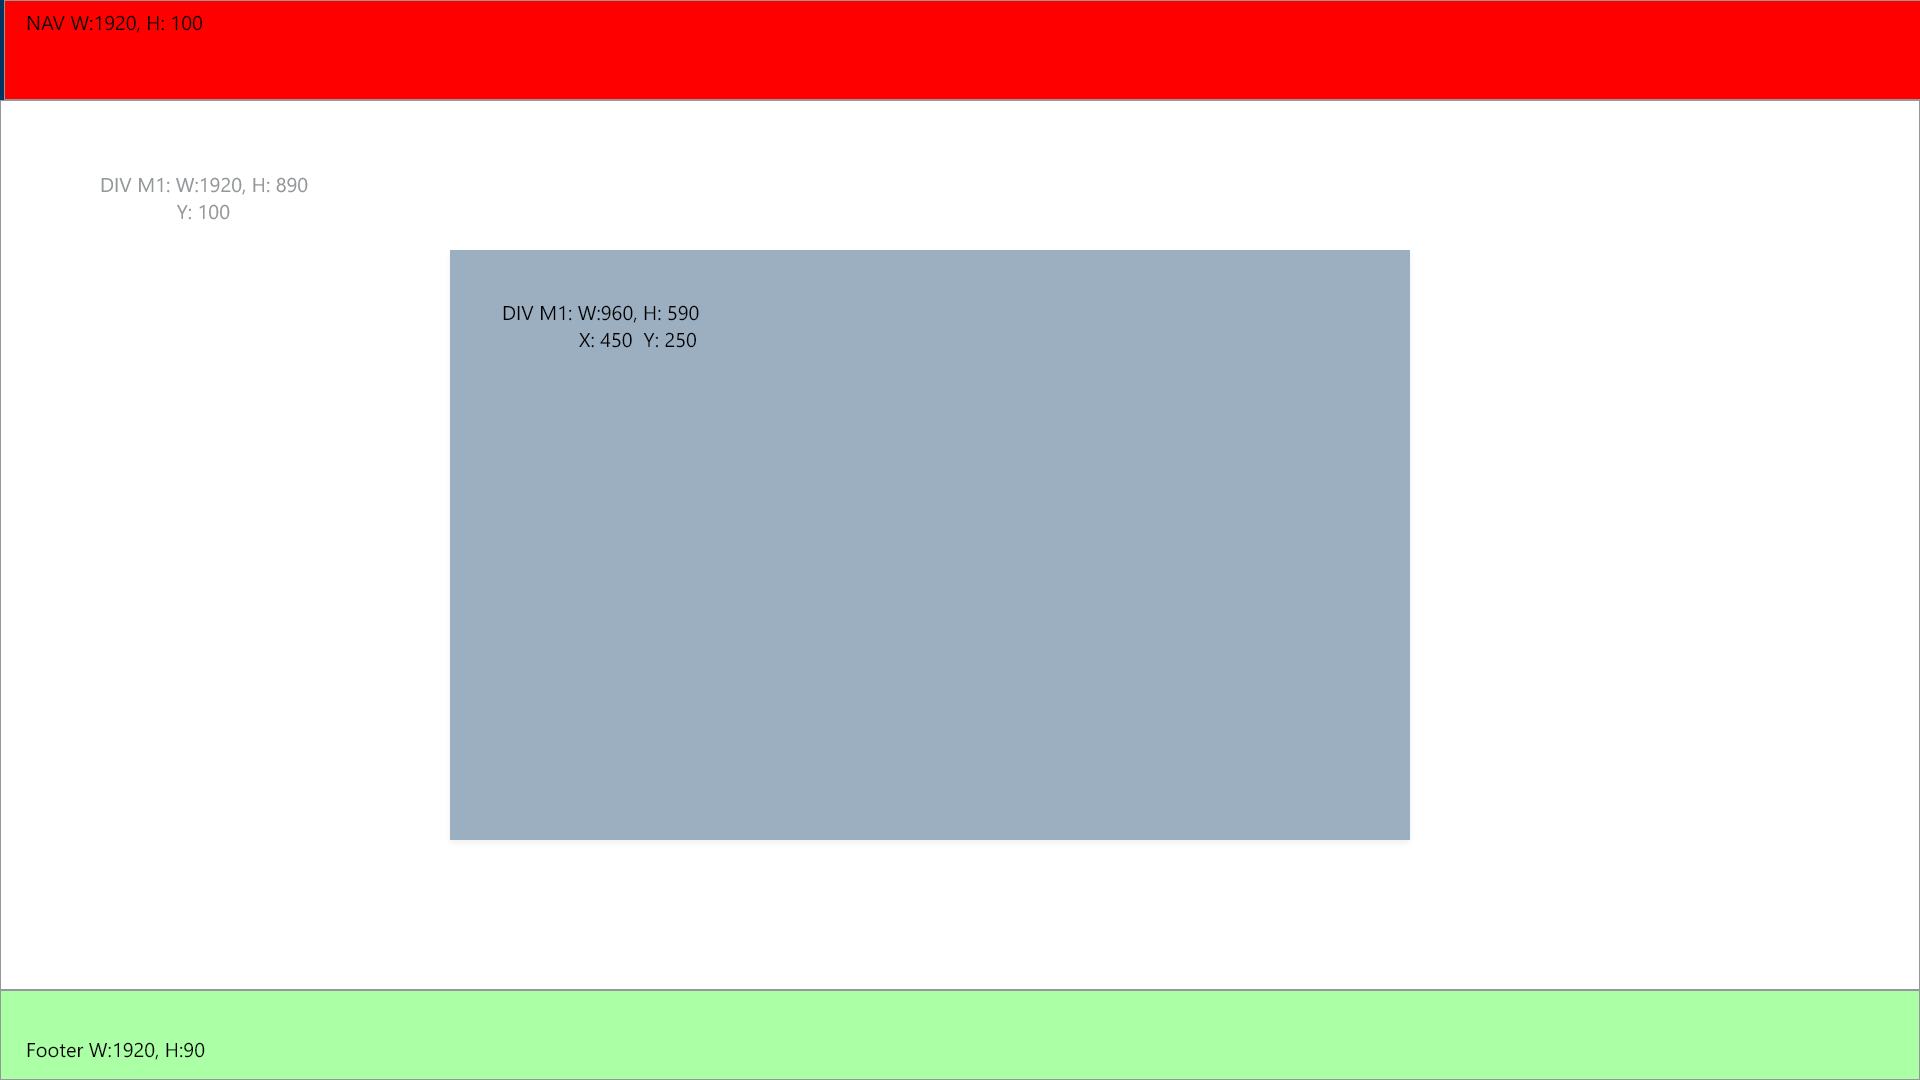 NAV W:1920, H: 100
DIV M1: W:1920, H: 890
Y: 100
DIV M1: W:960, H: 590
X: 450  Y: 250
Footer W:1920, H:90